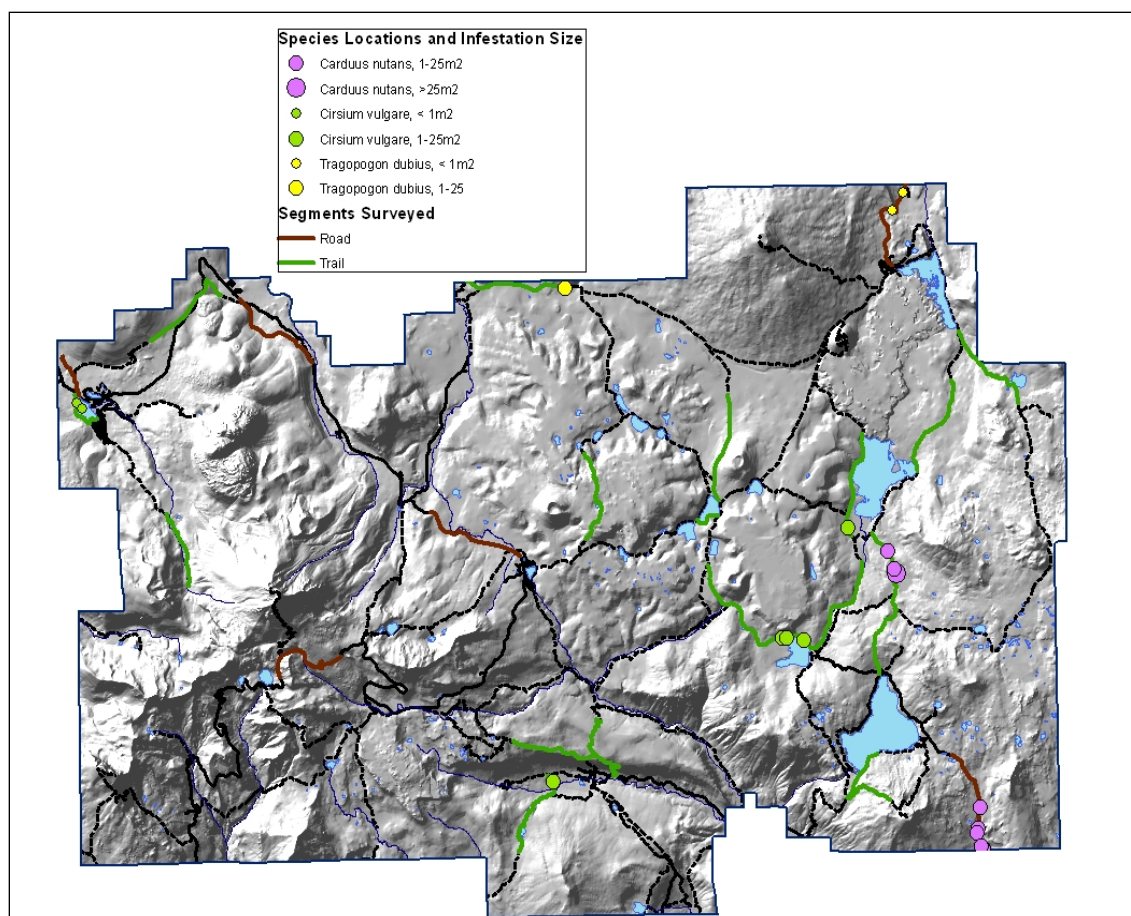 Species Locations and Infestation Size
Carduus nutans, 1-25m2
Carduus nutans, >25m2
Cirsium vulgare, < 1m2
Cirsium vulgare, 1-25m2
Tragopogon dubius, < 1m2
Tragopogon dubius, 1-25
Segments Surveyed
Road
Trail